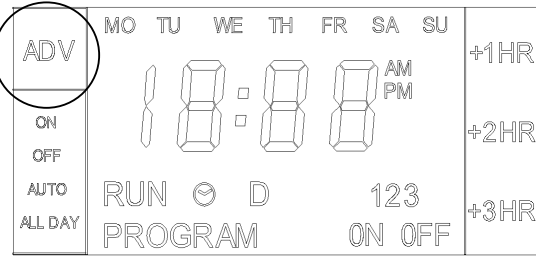 ADV
MO TU WE TH FR SA SU
+1HR
18:88
AM
PM
ON
+2HR
OFF
AUTO
RUN D 123
+3HR
ALL DAY
PROGRAM ON OFF